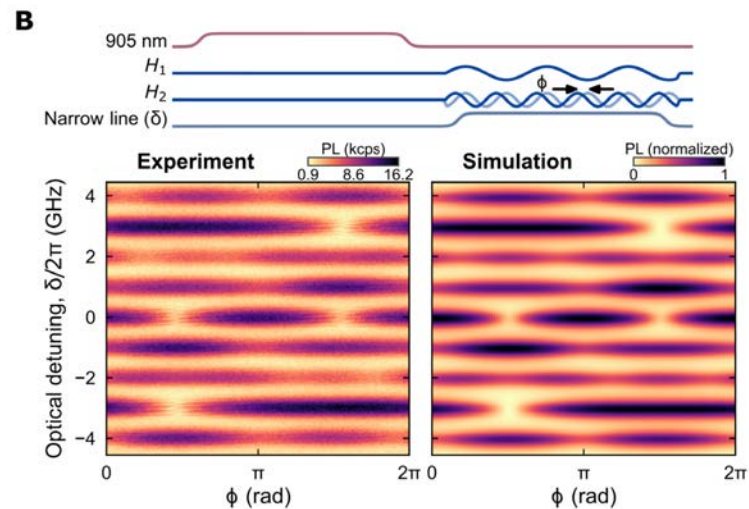 B
905 nm
H1
H2
ϕ
Narrow line (δ)
Experiment
PL (kcps)
0.9 8.6 16.2
Simulation
PL (normalized)
0 1
Optical detuning, δ/2π (GHz)
4
2
0
−2
−4
0 π 2π
ϕ (rad)
0 π 2π
ϕ (rad)